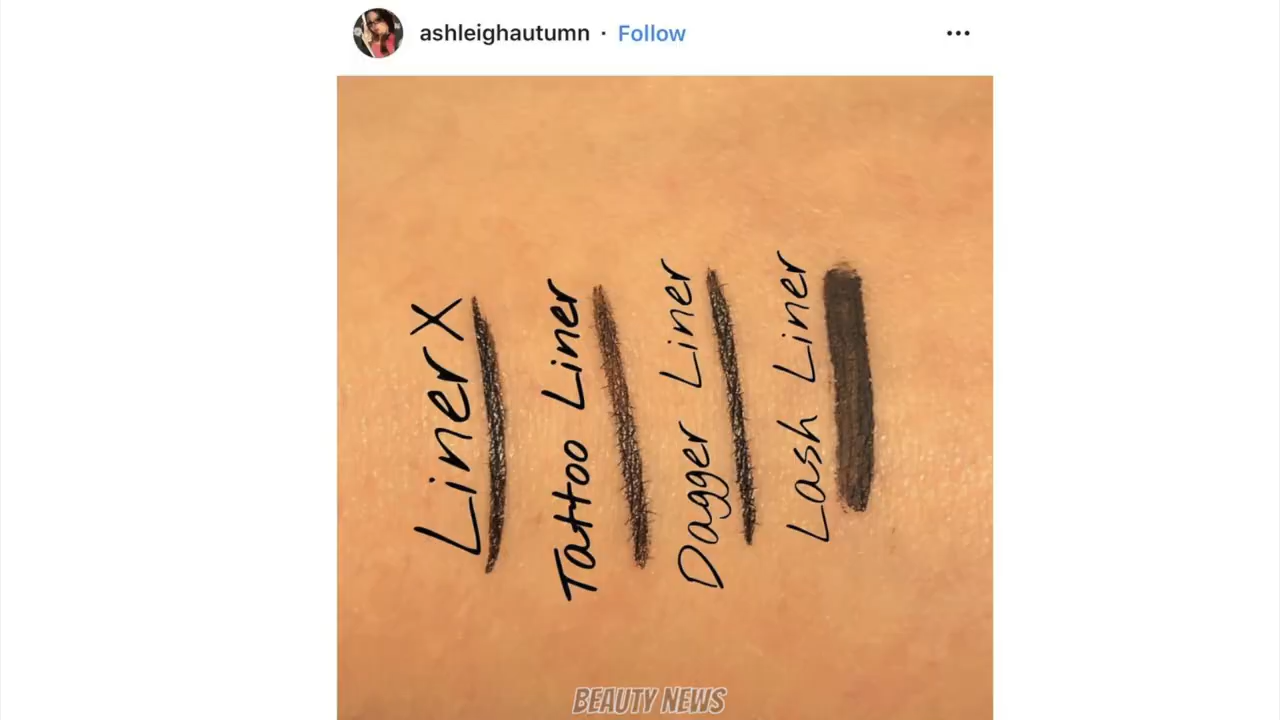 ashleighautumn · Follow
Liner X
Tattoo Liner
Dagger Liner
Lash Liner
BEAUTY NEWS